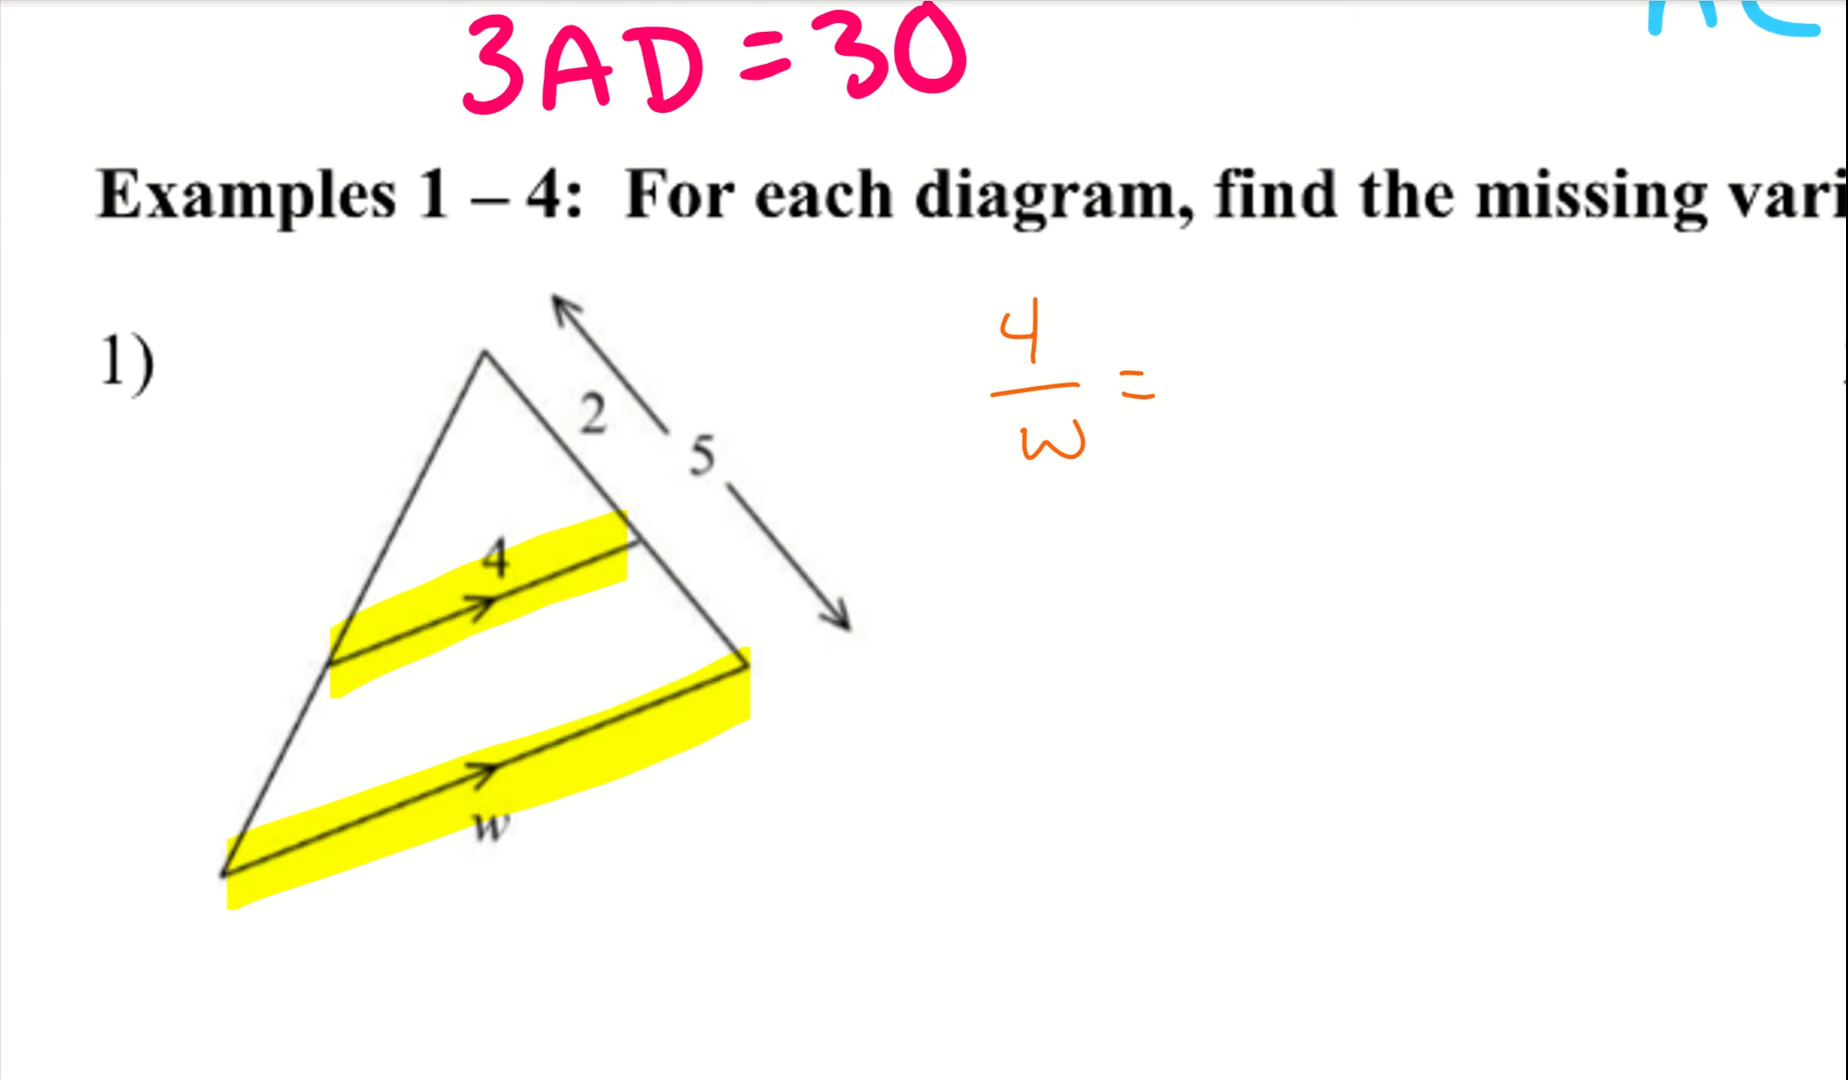 3AD = 30
Examples 1 – 4: For each diagram, find the missing vari
1)
2
5
4
w
4
w
=